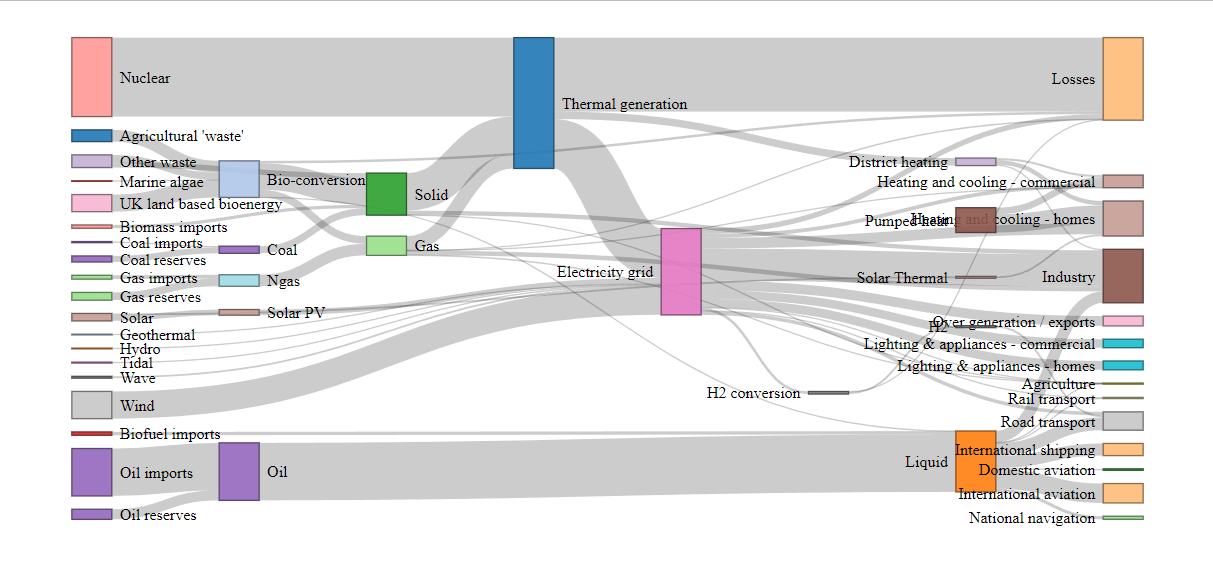 Nuclear
Agricultural 'waste'
Other waste
Marine algae
UK land based bioenergy
Biomass imports
Coal imports
Coal reserves
Gas imports
Gas reserves
Solar
Geothermal
Hydro
Tidal
Wave
Wind
Biofuel imports
Oil imports
Oil reserves
Bio-conversion
Coal
Ngas
Solar PV
Oil
Solid
Gas
Thermal generation
Electricity grid
H2 conversion
District heating
Pumped heat
Solar Thermal
H2
Liquid
Losses
Heating and cooling - commercial
Heating and cooling - homes
Industry
Over generation / exports
Lighting & appliances - commercial
Lighting & appliances - homes
Agriculture
Rail transport
Road transport
International shipping
Domestic aviation
International aviation
National navigation